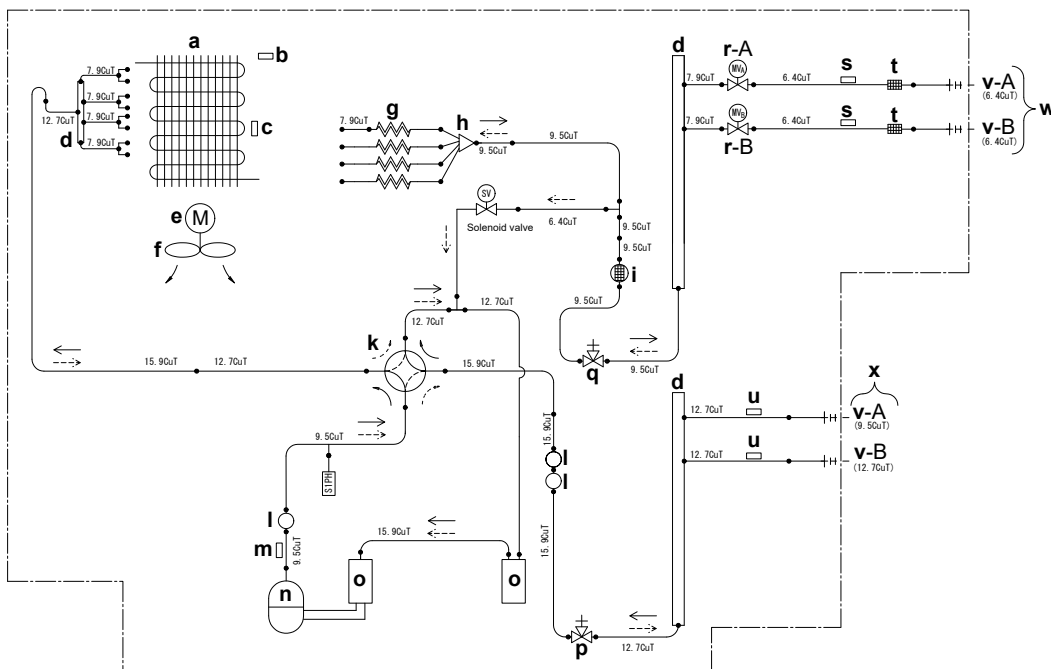 a
b
7.9CuT
7.9CuT
7.9CuT
7.9CuT
12.7CuT
d
c
e M
f
7.9CuT
g
h
9.5CuT
9.5CuT
SV
Solenoid valve
6.4CuT
9.5CuT
9.5CuT
i
9.5CuT
q
9.5CuT
d
r-A
7.9CuT
MVA
6.4CuT
s
t
v-A
(6.4CuT)
w
7.9CuT
MVB
r-B
6.4CuT
s
t
v-B
(6.4CuT)
12.7CuT
12.7CuT
k
15.9CuT
12.7CuT
15.9CuT
9.5CuT
S1PH
l
m
9.5CuT
n
o
15.9CuT
o
15.9CuT
l
l
15.9CuT
p
12.7CuT
d
x
12.7CuT
u
v-A
(9.5CuT)
12.7CuT
u
v-B
(12.7CuT)